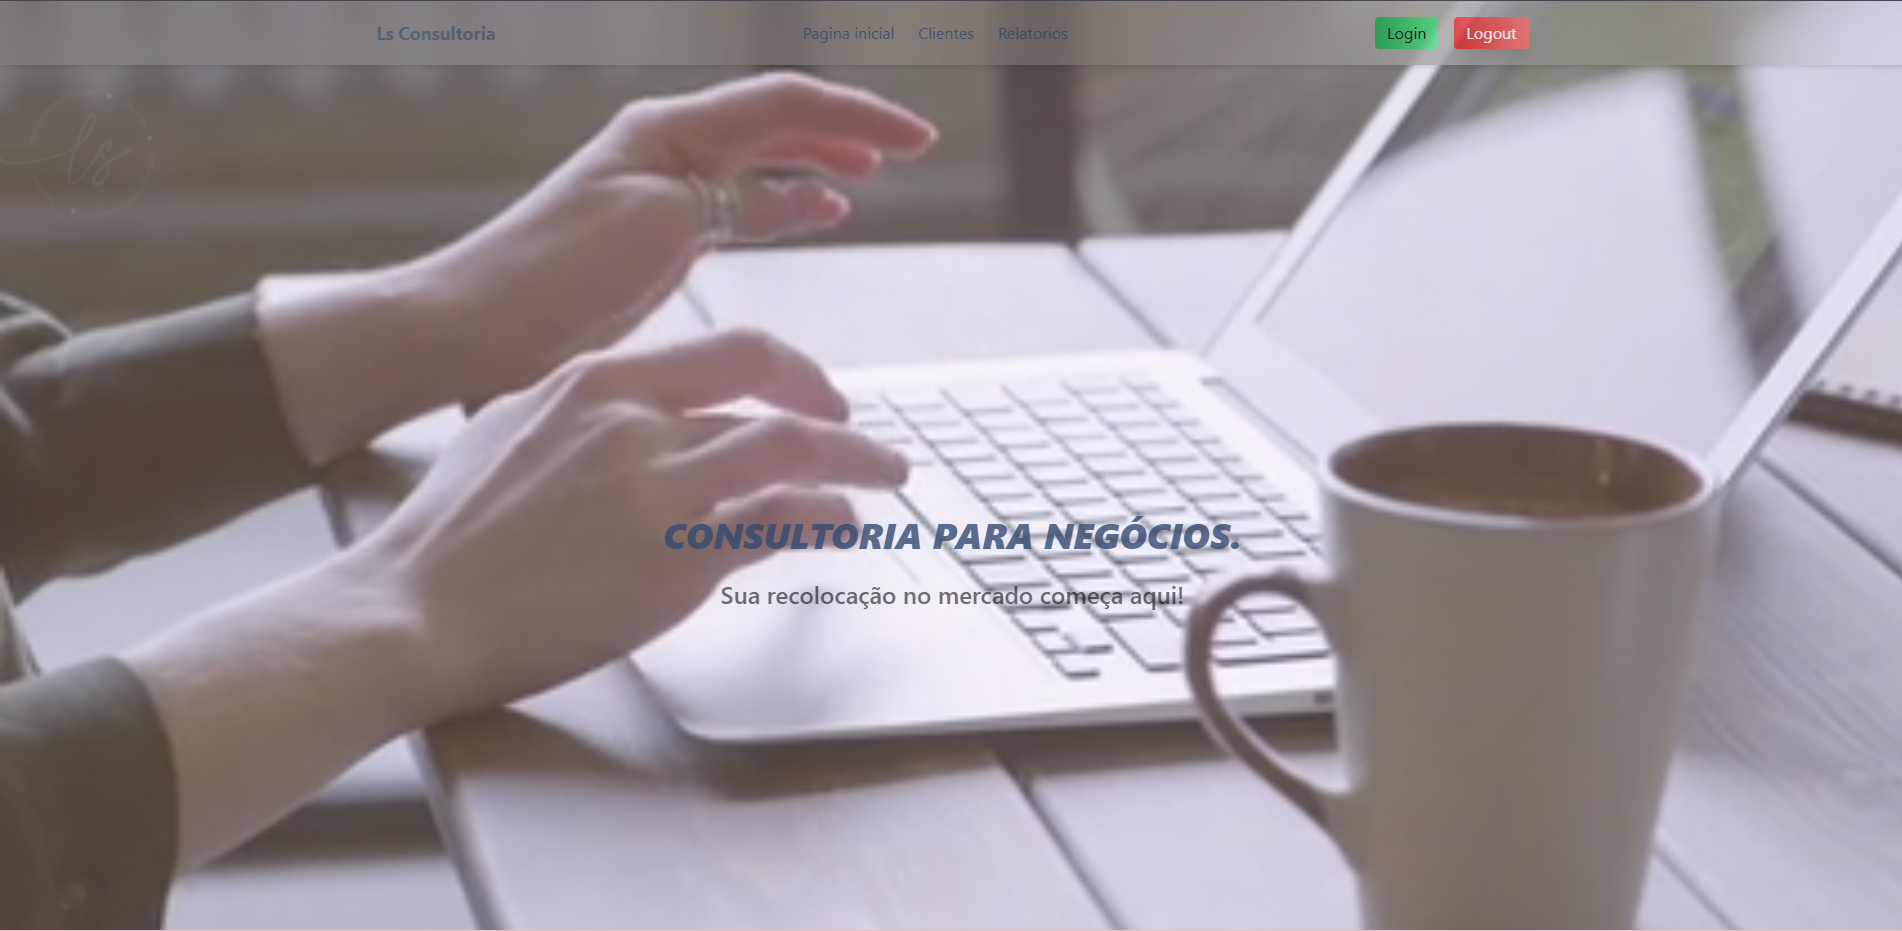 Ls Consultoria
Pagina inicial Clientes Relatorios
Login Logout
ls
CONSULTORIA PARA NEGÓCIOS.
Sua recolocação no mercado começa aqui!